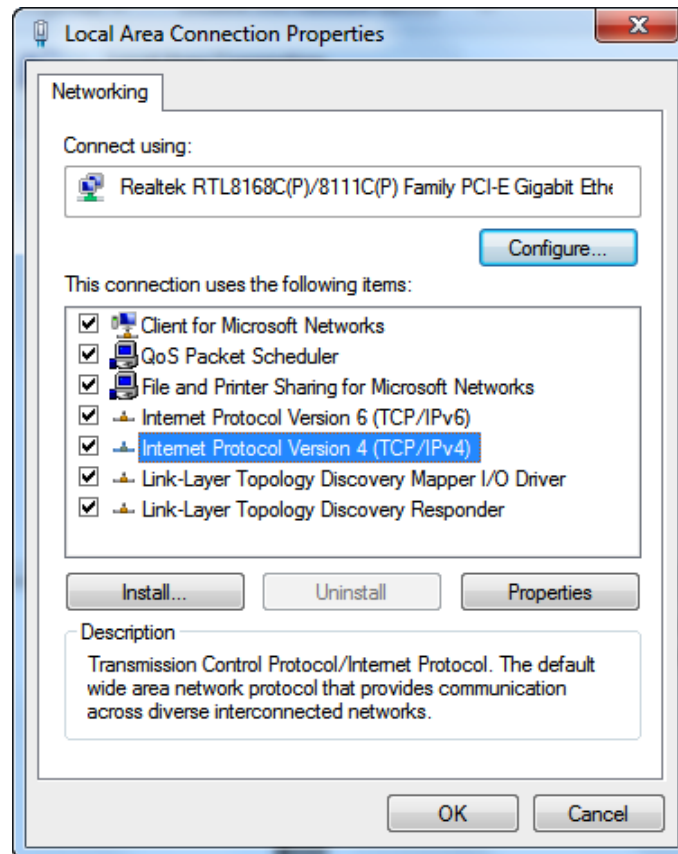 Local Area Connection Properties
Networking
Connect using:
Realtek RTL8168C(P)/8111C(P) Family PCI-E Gigabit Ethe
Configure...
This connection uses the following items:
Client for Microsoft Networks
QoS Packet Scheduler
File and Printer Sharing for Microsoft Networks
Internet Protocol Version 6 (TCP/IPv6)
Internet Protocol Version 4 (TCP/IPv4)
Link-Layer Topology Discovery Mapper I/O Driver
Link-Layer Topology Discovery Responder
Install... Uninstall Properties
Description
Transmission Control Protocol/Internet Protocol. The default
wide area network protocol that provides communication
across diverse interconnected networks.
OK Cancel